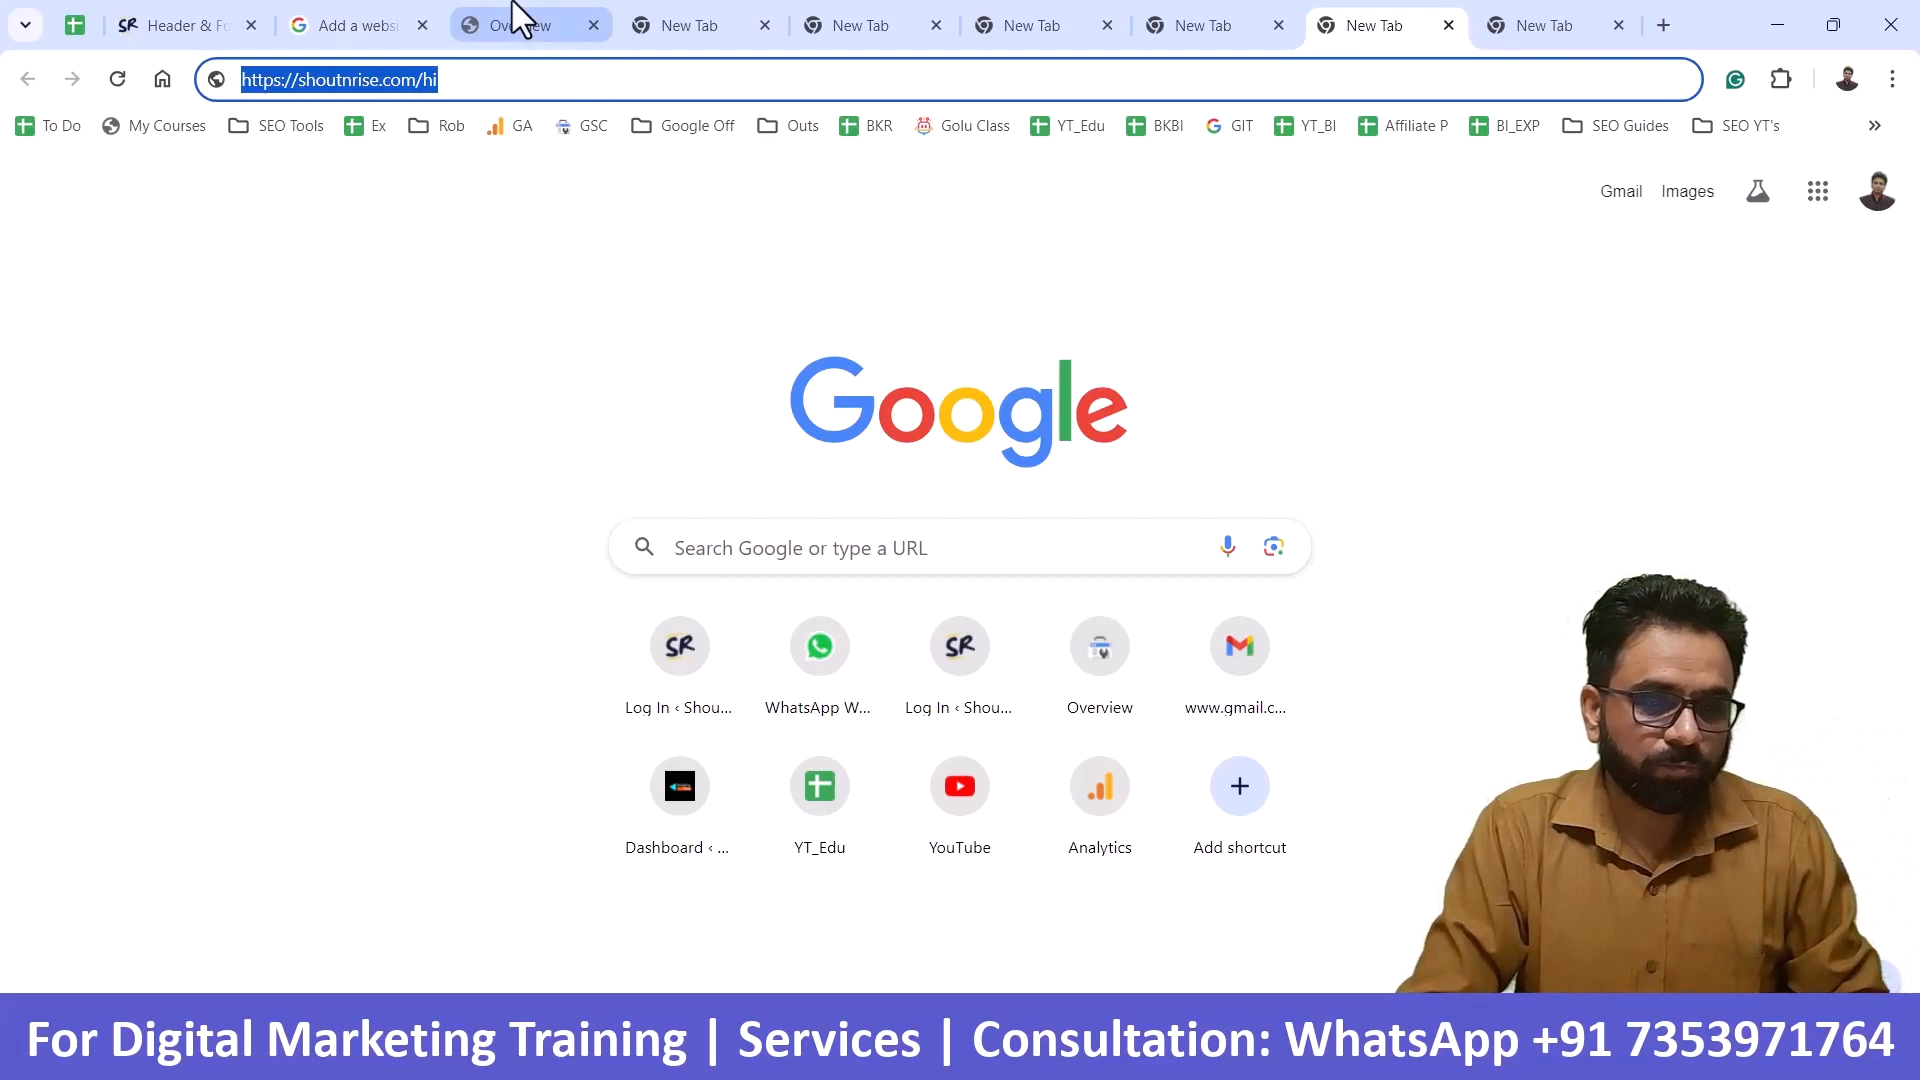 Header & Fo
Add a websi
Overview
New Tab
New Tab
New Tab
New Tab
New Tab
New Tab
https://shoutnrise.com/hi
To Do
My Courses
SEO Tools
Ex
Rob
GA
GSC
Google Off
Outs
BKR
Golu Class
YT_Edu
BKBI
GIT
YT_BI
Affiliate P
BI_EXP
SEO Guides
SEO YT's
Gmail Images
Google
Search Google or type a URL
SR
SR
Log In ‹ Shou...
WhatsApp W...
Log In ‹ Shou...
Overview
www.gmail.c...
Dashboard ‹ ...
YT_Edu
YouTube
Analytics
Add shortcut
For Digital Marketing Training | Services | Consultation: WhatsApp +91 7353971764